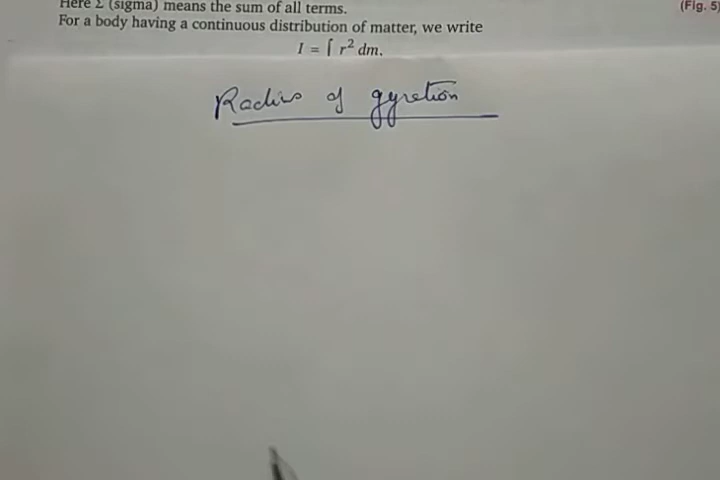 Here Σ (sigma) means the sum of all terms.
(Fig. 5)
For a body having a continuous distribution of matter, we write
I = ∫ r² dm.
Radius of gyration